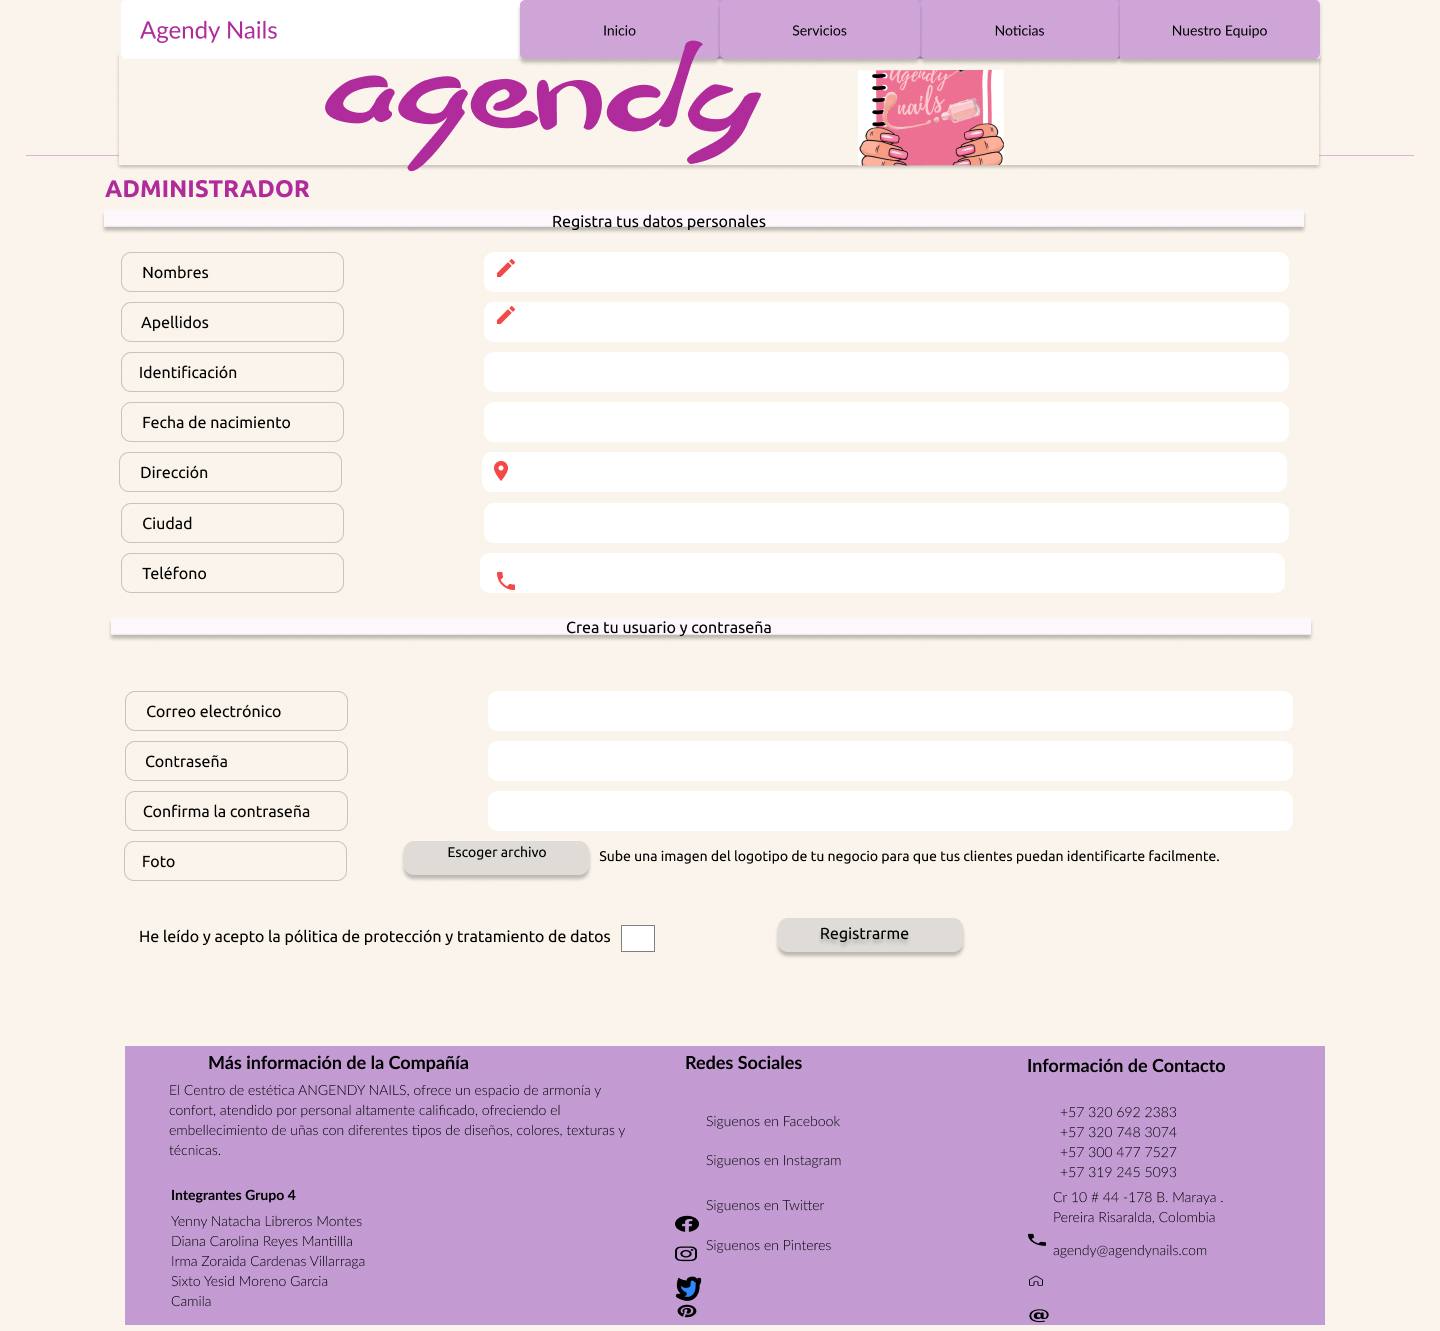 Agendy Nails
Inicio
Servicios
Noticias
Nuestro Equipo
agendy
Agendy
nails
ADMINISTRADOR
Registra tus datos personales
Nombres
Apellidos
Identificación
Fecha de nacimiento
Dirección
Ciudad
Teléfono
Crea tu usuario y contraseña
Correo electrónico
Contraseña
Confirma la contraseña
Foto
Escoger archivo
Sube una imagen del logotipo de tu negocio para que tus clientes puedan identificarte facilmente.
He leído y acepto la pólitica de protección y tratamiento de datos
Registrarme
Más información de la Compañía
El Centro de estética ANGENDY NAILS, ofrece un espacio de armonía y
confort, atendido por personal altamente calificado, ofreciendo el
embellecimiento de uñas con diferentes tipos de diseños, colores, texturas y
técnicas.
Integrantes Grupo 4
Yenny Natacha Libreros Montes
Diana Carolina Reyes Mantillla
Irma Zoraida Cardenas Villarraga
Sixto Yesid Moreno Garcia
Camila
Redes Sociales
Siguenos en Facebook
Siguenos en Instagram
Siguenos en Twitter
Siguenos en Pinteres
Información de Contacto
+57 320 692 2383
+57 320 748 3074
+57 300 477 7527
+57 319 245 5093
Cr 10 # 44 -178 B. Maraya .
Pereira Risaralda, Colombia
agendy@agendynails.com